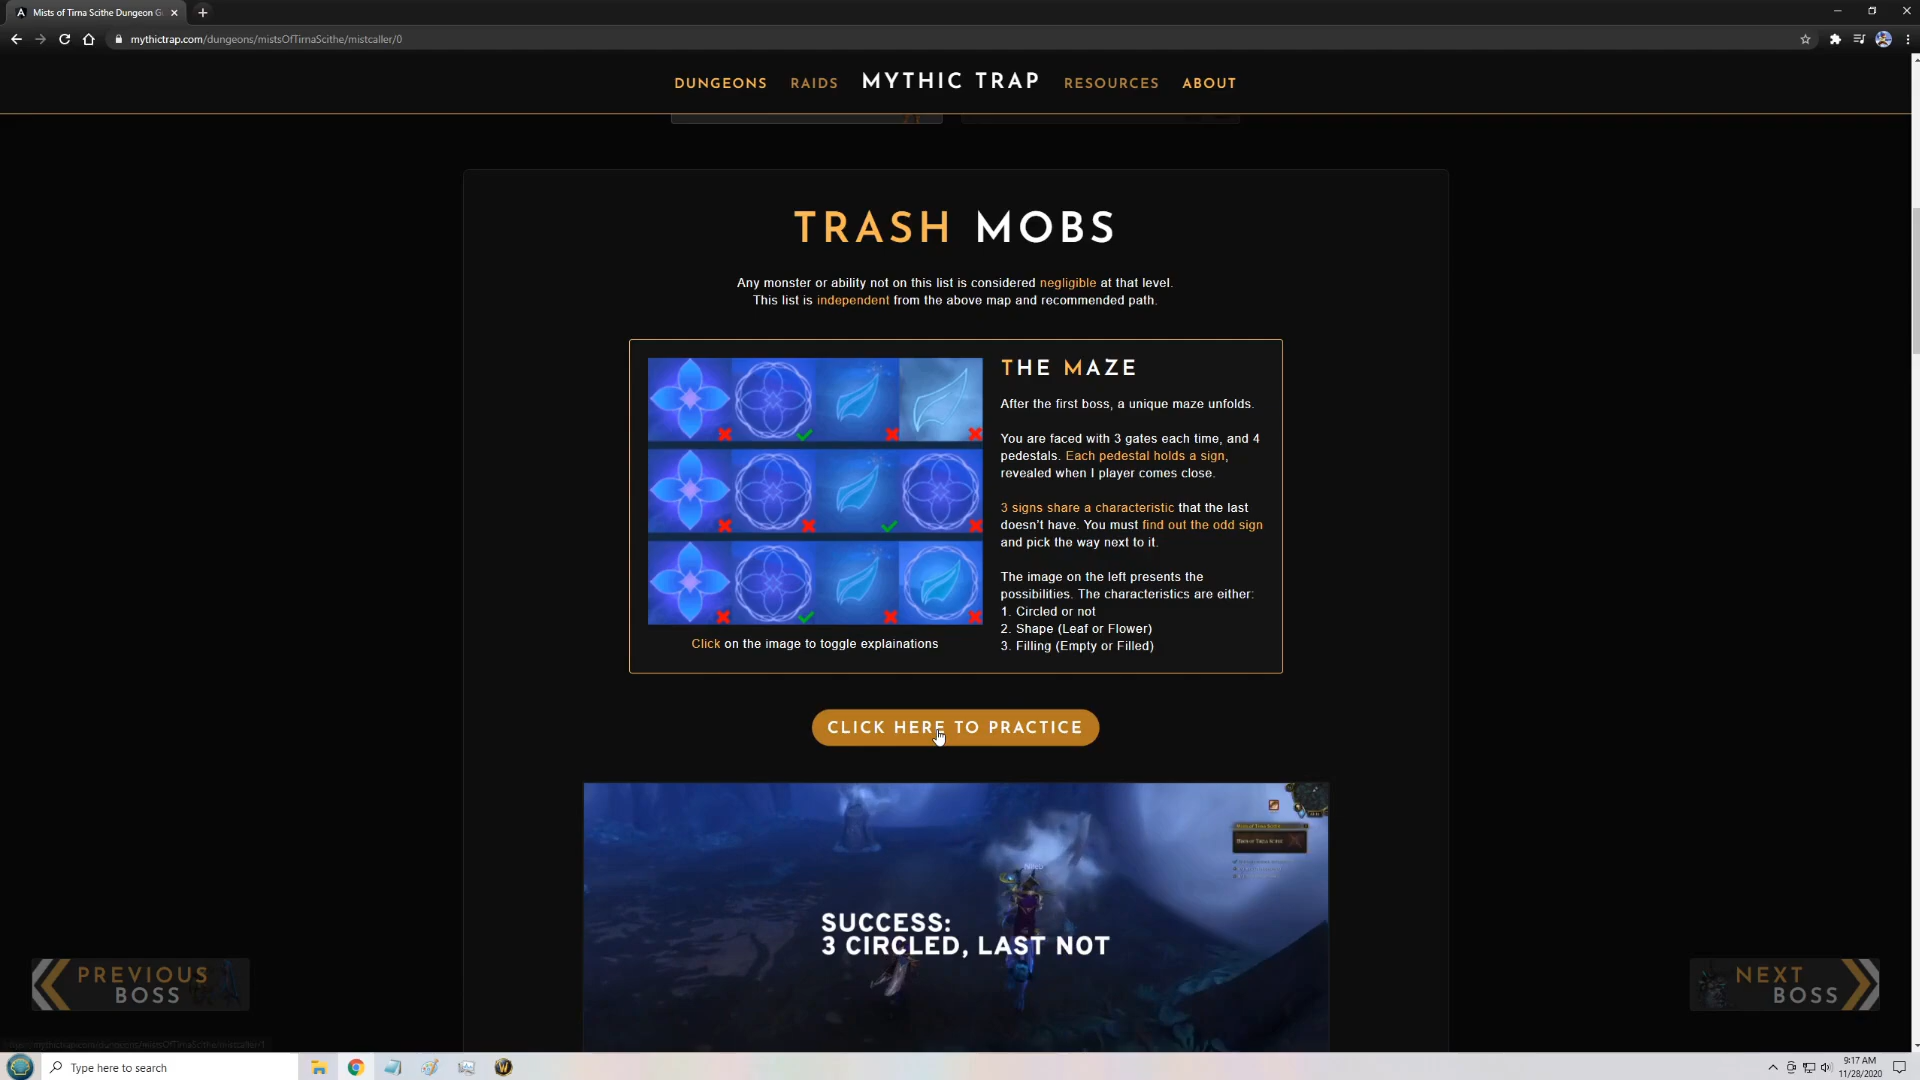 Mists of Tirna Scithe Dungeon G
mythictrap.com/dungeons/mistsOfTirnaScithe/mistcaller/0
DUNGEONS RAIDS MYTHIC TRAP RESOURCES ABOUT
TRASH MOBS
Any monster or ability not on this list is considered negligible at that level.
This list is independent from the above map and recommended path.
THE MAZE
After the first boss, a unique maze unfolds.
You are faced with 3 gates each time, and 4
pedestals. Each pedestal holds a sign,
revealed when I player comes close.
3 signs share a characteristic that the last
doesn't have. You must find out the odd sign
and pick the way next to it.
The image on the left presents the
possibilities. The characteristics are either:
1. Circled or not
2. Shape (Leaf or Flower)
3. Filling (Empty or Filled)
Click on the image to toggle explainations
CLICK HERE TO PRACTICE
SUCCESS:
3 CIRCLED, LAST NOT
PREVIOUS
BOSS
NEXT
BOSS
Type here to search
9:17 AM
11/28/2020